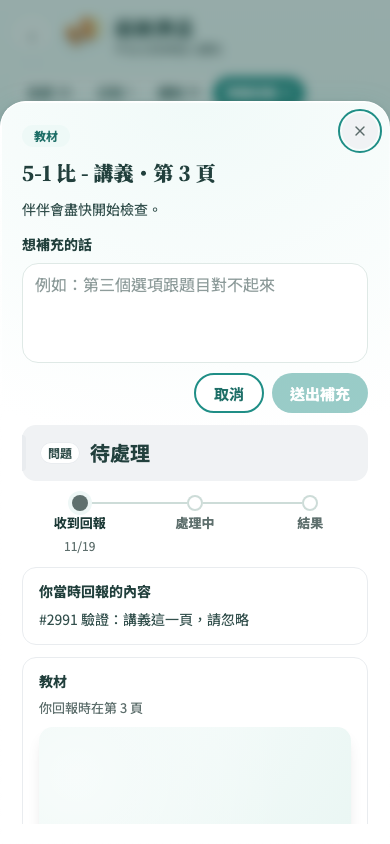 教材
5-1 比 - 講義・第 3 頁
伴伴會盡快開始檢查。
想補充的話
例如：第三個選項跟題目對不起來
取消
送出補充
問題
待處理
收到回報
處理中
結果
11/19
你當時回報的內容
#2991 驗證：講義這一頁，請忽略
教材
你回報時在第 3 頁